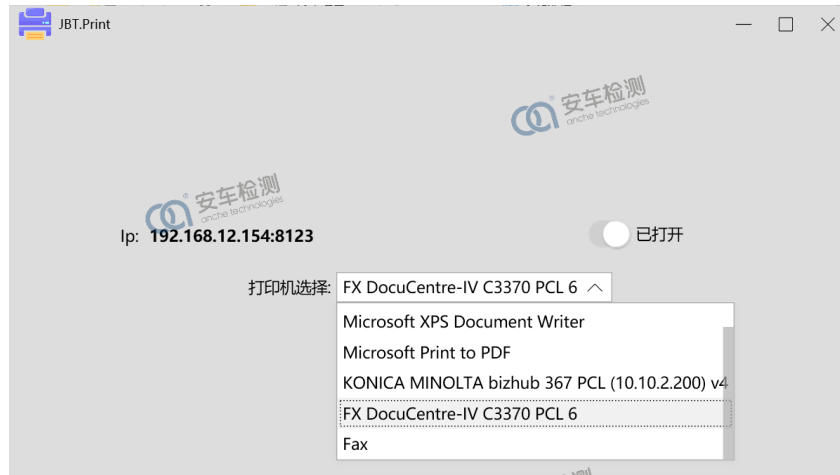 JBT.Print
安车检测
anche technologies
安车检测
anche technologies
Ip: 192.168.12.154:8123
已打开
打印机选择: FX DocuCentre-IV C3370 PCL 6
Microsoft XPS Document Writer
Microsoft Print to PDF
KONICA MINOLTA bizhub 367 PCL (10.10.2.200) v4
FX DocuCentre-IV C3370 PCL 6
Fax